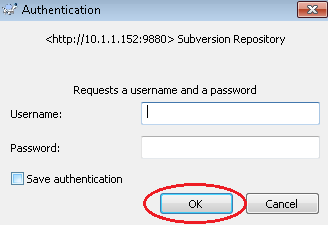 Authentication
<http://10.1.1.152:9880> Subversion Repository
Requests a username and a password
Username:
Password:
Save authentication
OK
Cancel